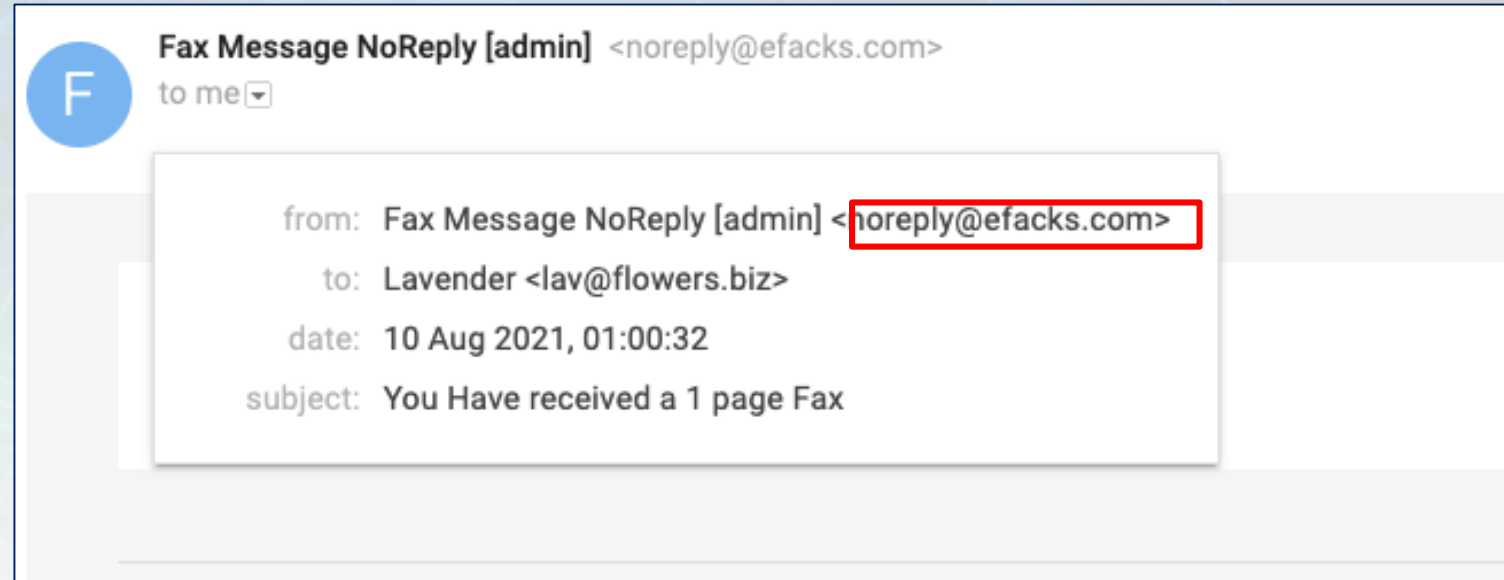 Fax Message NoReply [admin] <noreply@efacks.com>
F
to me
from: Fax Message NoReply [admin] <noreply@efacks.com>
to: Lavender <lav@flowers.biz>
date: 10 Aug 2021, 01:00:32
subject: You Have received a 1 page Fax